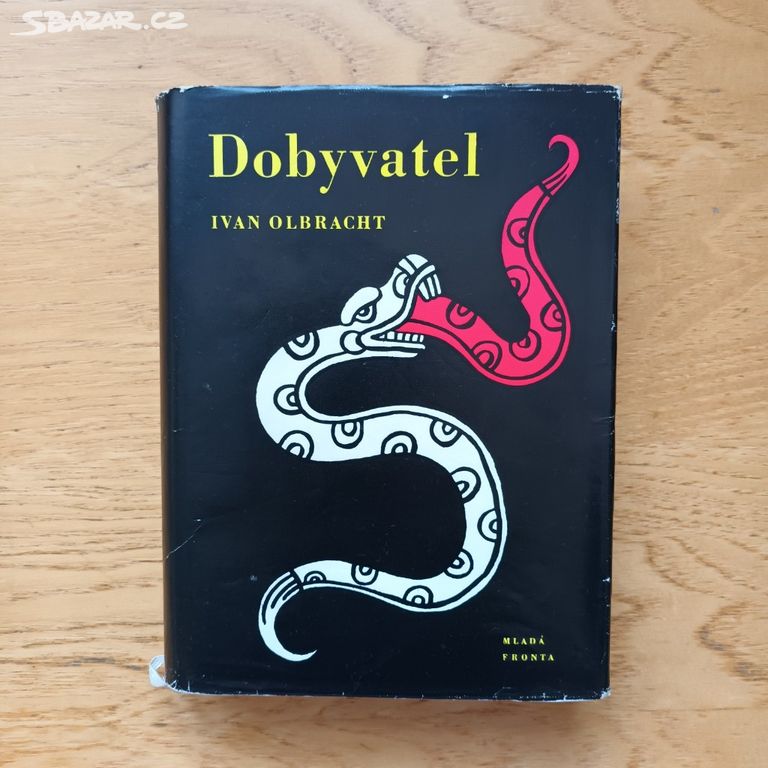 SBAZAR.CZ
Dobyvatel
IVAN OLBRACHT
MLADÁ
FRONTA